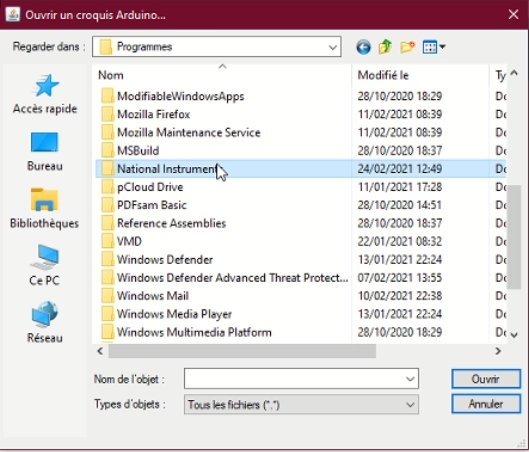 Ouvrir un croquis Arduino...
Regarder dans : Programmes
Nom Modifié le Ty
ModifiableWindowsApps 28/10/2020 18:29 Do
Mozilla Firefox 11/02/2021 08:39 Do
Mozilla Maintenance Service 11/02/2021 08:39 Do
MSBuild 28/10/2020 18:37 Do
National Instrument 24/02/2021 12:49 Do
pCloud Drive 11/01/2021 17:28 Do
PDFsam Basic 28/10/2020 14:51 Do
Reference Assemblies 28/10/2020 18:37 Do
VMD 22/01/2021 08:32 Do
Windows Defender 13/01/2021 22:24 Do
Windows Defender Advanced Threat Protect... 07/02/2021 13:55 Do
Windows Mail 10/02/2021 22:38 Do
Windows Media Player 13/01/2021 22:24 Do
Windows Multimedia Platform 28/10/2020 18:29 Do
Accès rapide
Bureau
Bibliothèques
Ce PC
Réseau
Nom de l'objet : Ouvrir
Types d'objets : Tous les fichiers (*.*) Annuler